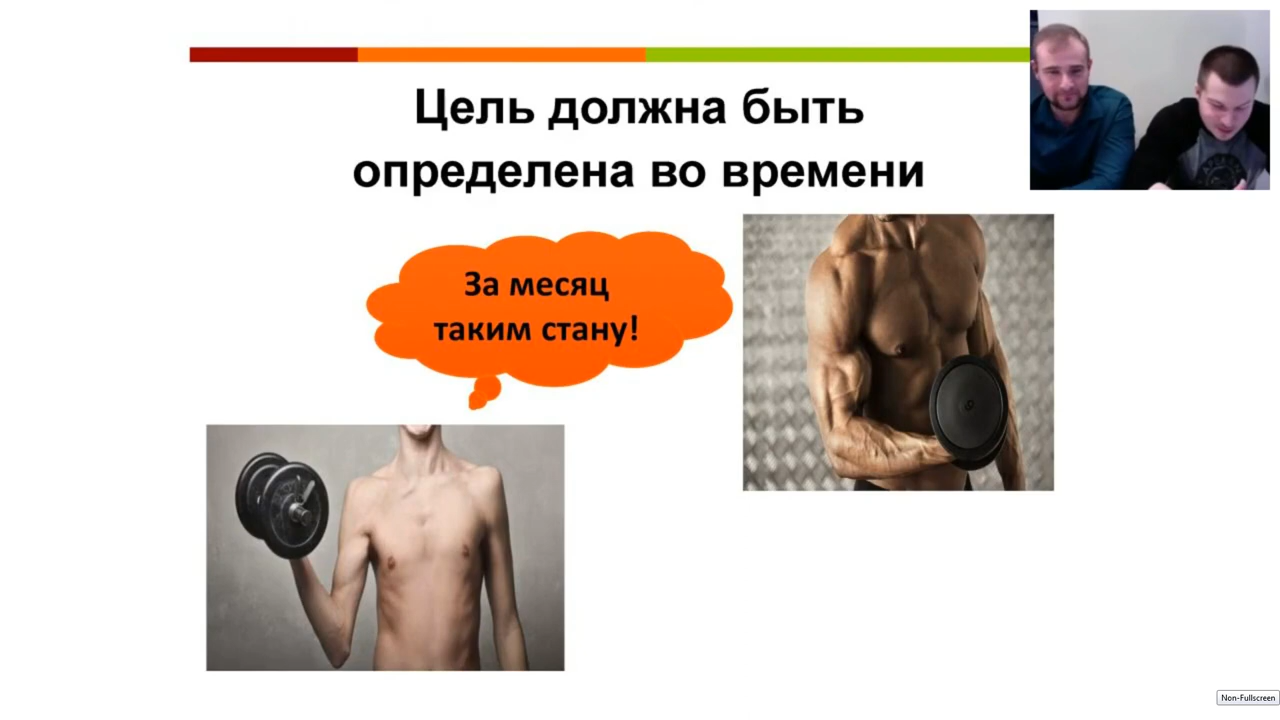 Цель должна быть
определена во времени
За месяц
таким стану!
Non-Fullscreen